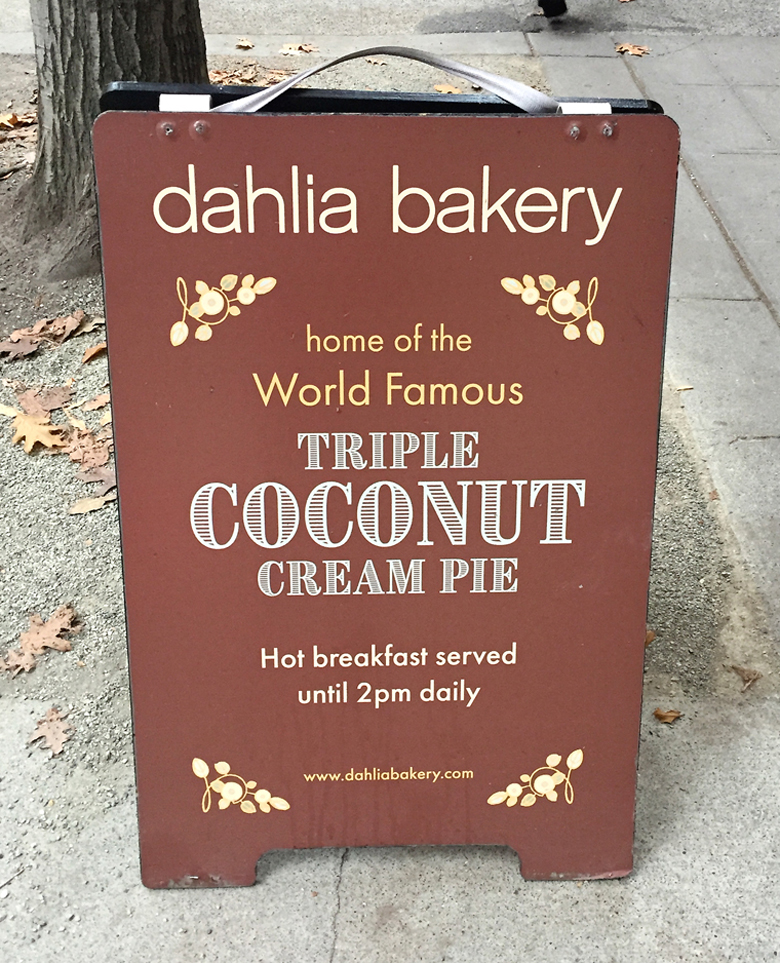 dahlia bakery
home of the
World Famous
TRIPLE
COCONUT
CREAM PIE
Hot breakfast served
until 2pm daily
www.dahliabakery.com